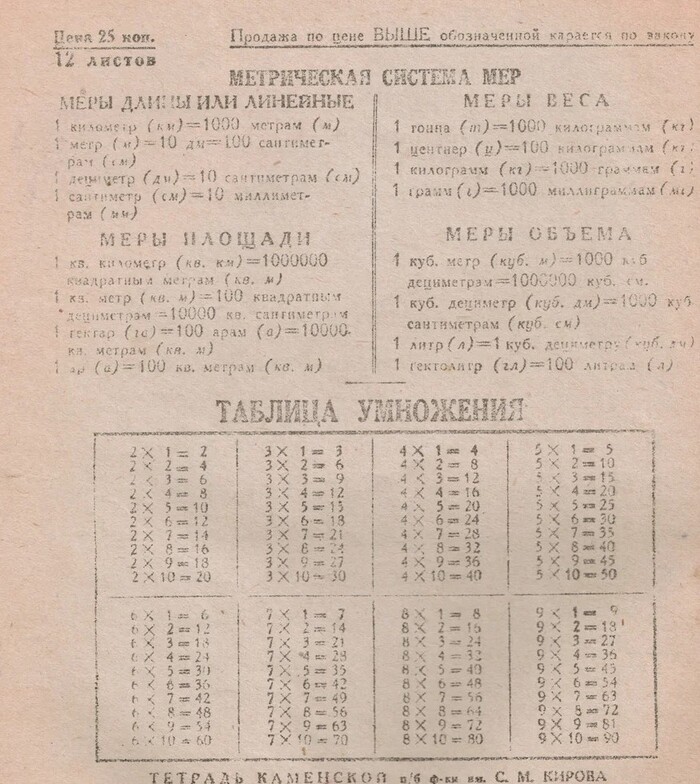 Цена 25 коп.
Продажа по цене ВЫШЕ обозначенной карается по закону
12 листов
МЕТРИЧЕСКАЯ СИСТЕМА МЕР
МЕРЫ ДЛИНЫ ИЛИ ЛИНЕЙНЫЕ
1 километр (км)=1000 метрам (м)
1 метр (м)=10 дм=100 сантимет-
рам (см)
1 дециметр (дм)=10 сантиметрам (см)
1 сантиметр (см)=10 миллимет-
рам (мм)
МЕРЫ ПЛОЩАДИ
1 кв. километр (кв. км)=1000000
квадратным метрам (кв. м)
1 кв. метр (кв. м)=100 квадратным
дециметрам=10000 кв. сантиметрам
1 гектар (га)=100 арам (а)=10000
кв. метрам (кв. м)
1 ар (а)=100 кв. метрам (кв. м)
МЕРЫ ВЕСА
1 тонна (т)=1000 килограммам (кг)
1 центнер (ц)=100 килограммам (кг)
1 килограмм (кг)=1000 граммам (г)
1 грамм (г)=1000 миллиграммам (мг)
МЕРЫ ОБЪЕМА
1 куб. метр (куб. м)=1000 куб
дециметрам=1000000 куб. см.
1 куб. дециметр (куб. дм)=1000 куб.
сантиметрам (куб. см)
1 литр (л)=1 куб. дециметру (куб. дм)
1 гектолитр (гл)=100 литрам (л)
ТАБЛИЦА УМНОЖЕНИЯ
2 × 1 = 2
2 × 2 = 4
2 × 3 = 6
2 × 4 = 8
2 × 5 = 10
2 × 6 = 12
2 × 7 = 14
2 × 8 = 16
2 × 9 = 18
2 × 10 = 20
3 × 1 = 3
3 × 2 = 6
3 × 3 = 9
3 × 4 = 12
3 × 5 = 15
3 × 6 = 18
3 × 7 = 21
3 × 8 = 24
3 × 9 = 27
3 × 10 = 30
4 × 1 = 4
4 × 2 = 8
4 × 3 = 12
4 × 4 = 16
4 × 5 = 20
4 × 6 = 24
4 × 7 = 28
4 × 8 = 32
4 × 9 = 36
4 × 10 = 40
5 × 1 = 5
5 × 2 = 10
5 × 3 = 15
5 × 4 = 20
5 × 5 = 25
5 × 6 = 30
5 × 7 = 35
5 × 8 = 40
5 × 9 = 45
5 × 10 = 50
6 × 1 = 6
6 × 2 = 12
6 × 3 = 18
6 × 4 = 24
6 × 5 = 30
6 × 6 = 36
6 × 7 = 42
6 × 8 = 48
6 × 9 = 54
6 × 10 = 60
7 × 1 = 7
7 × 2 = 14
7 × 3 = 21
7 × 4 = 28
7 × 5 = 35
7 × 6 = 42
7 × 7 = 49
7 × 8 = 56
7 × 9 = 63
7 × 10 = 70
8 × 1 = 8
8 × 2 = 16
8 × 3 = 24
8 × 4 = 32
8 × 5 = 40
8 × 6 = 48
8 × 7 = 56
8 × 8 = 64
8 × 9 = 72
8 × 10 = 80
9 × 1 = 9
9 × 2 = 18
9 × 3 = 27
9 × 4 = 36
9 × 5 = 45
9 × 6 = 54
9 × 7 = 63
9 × 8 = 72
9 × 9 = 81
9 × 10 = 90
ТЕТРАДЬ КАМЕНСКОЙ п/б ф-ки им. С. М. КИРОВА